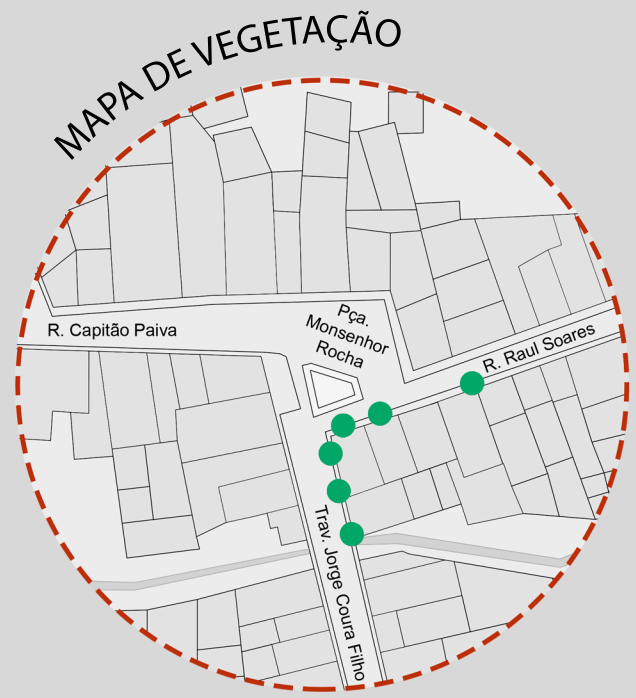 MAPA DE VEGETAÇÃO
R. Capitão Paiva
Pça.
Monsenhor
Rocha
R. Raul Soares
Trav. Jorge Coura Filho